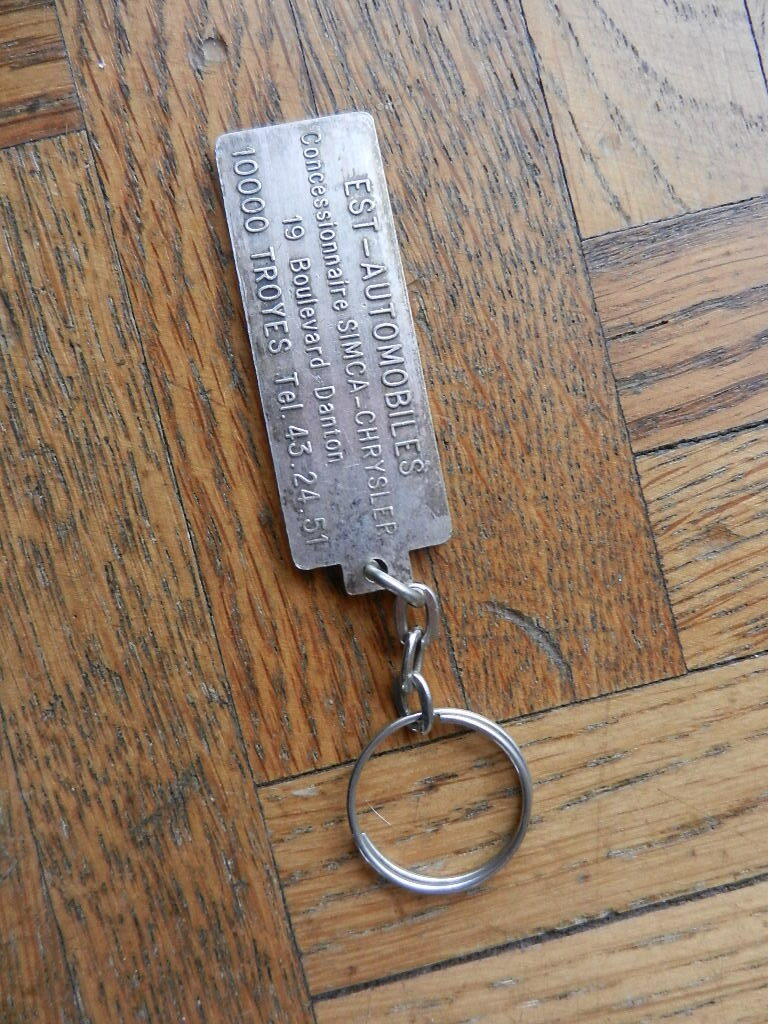 EST-AUTOMOBILES
Concessionnaire SIMCA-CHRYSLER
19 Boulevard Danton
10000 TROYES Tel. 43.24.51